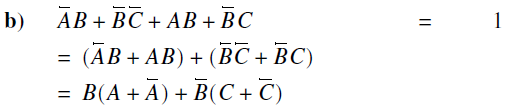 b) A̅B + B̅C̅ + AB + B̅C = 1
= (A̅B + AB) + (B̅C̅ + B̅C)
= B(A + A̅) + B̅(C + C̅)